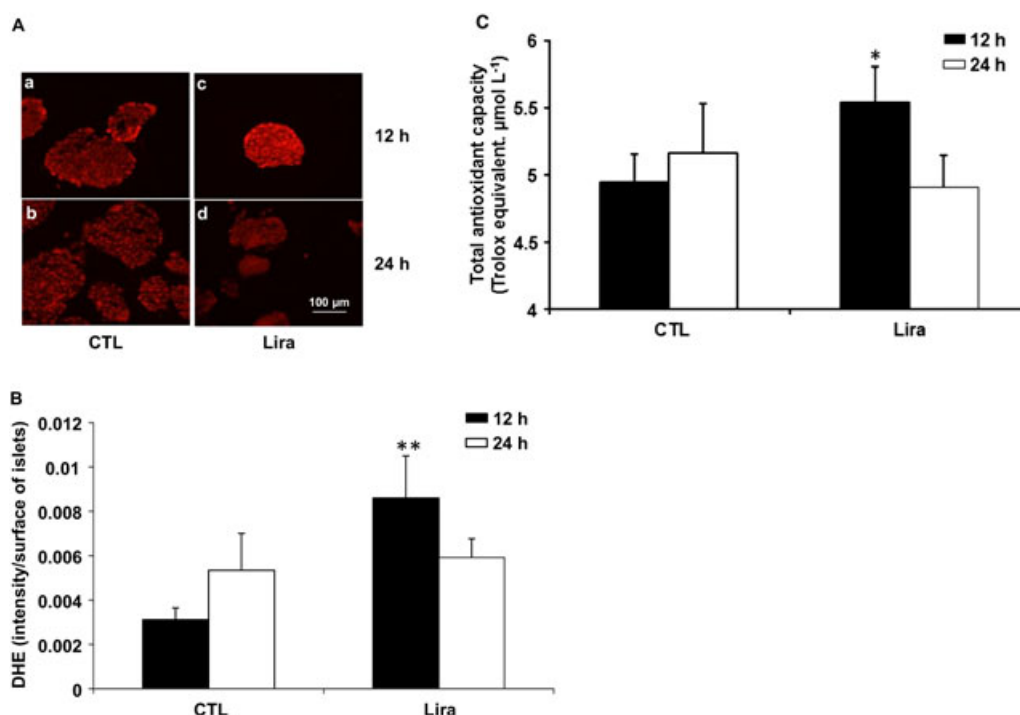 A
a
c
12 h
b
d
24 h
100 µm
CTL
Lira
B
DHE (intensity/surface of islets)
0.012
0.01
0.008
0.006
0.004
0.002
0
12 h
24 h
**
CTL
Lira
C
Total antioxidant capacity
(Trolox equivalent. µmol L⁻¹)
6
5.5
5
4.5
4
12 h
24 h
*
CTL
Lira